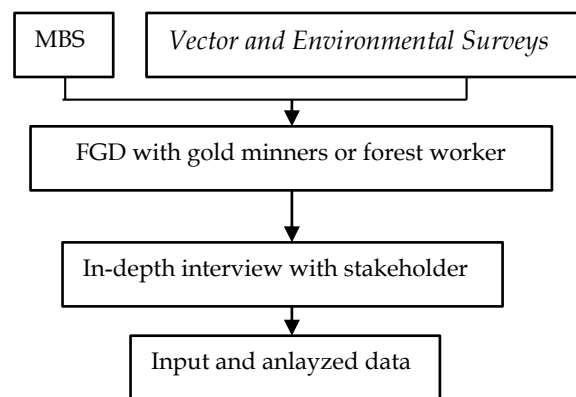 MBS
Vector and Environmental Surveys
FGD with gold minners or forest worker
In-depth interview with stakeholder
Input and anlayzed data